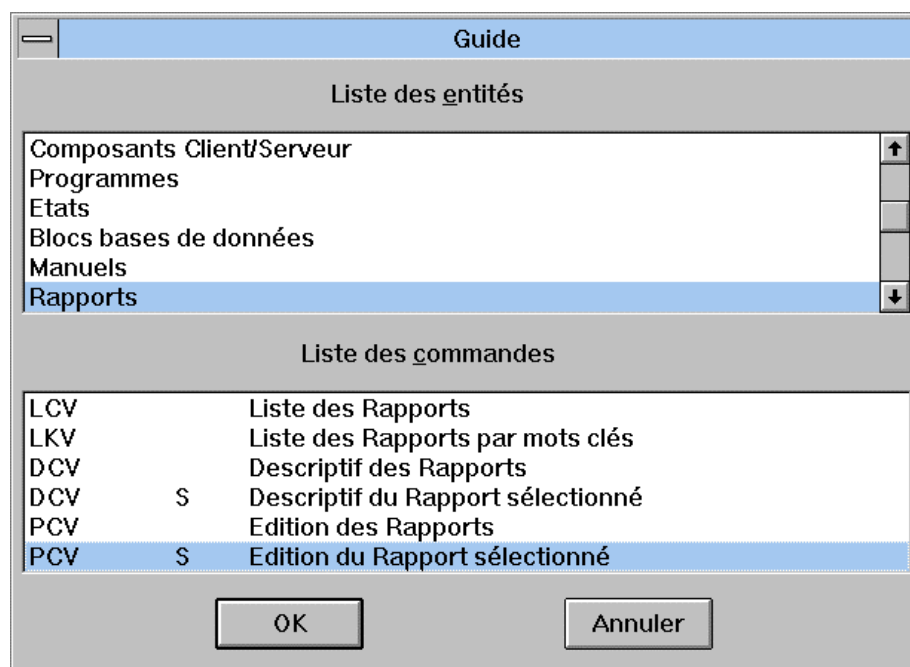 Guide
Liste des entités
Composants Client/Serveur
Programmes
Etats
Blocs bases de données
Manuels
Rapports
Liste des commandes
LCV Liste des Rapports
LKV Liste des Rapports par mots clés
DCV Descriptif des Rapports
DCV S Descriptif du Rapport sélectionné
PCV Edition des Rapports
PCV S Edition du Rapport sélectionné
OK Annuler